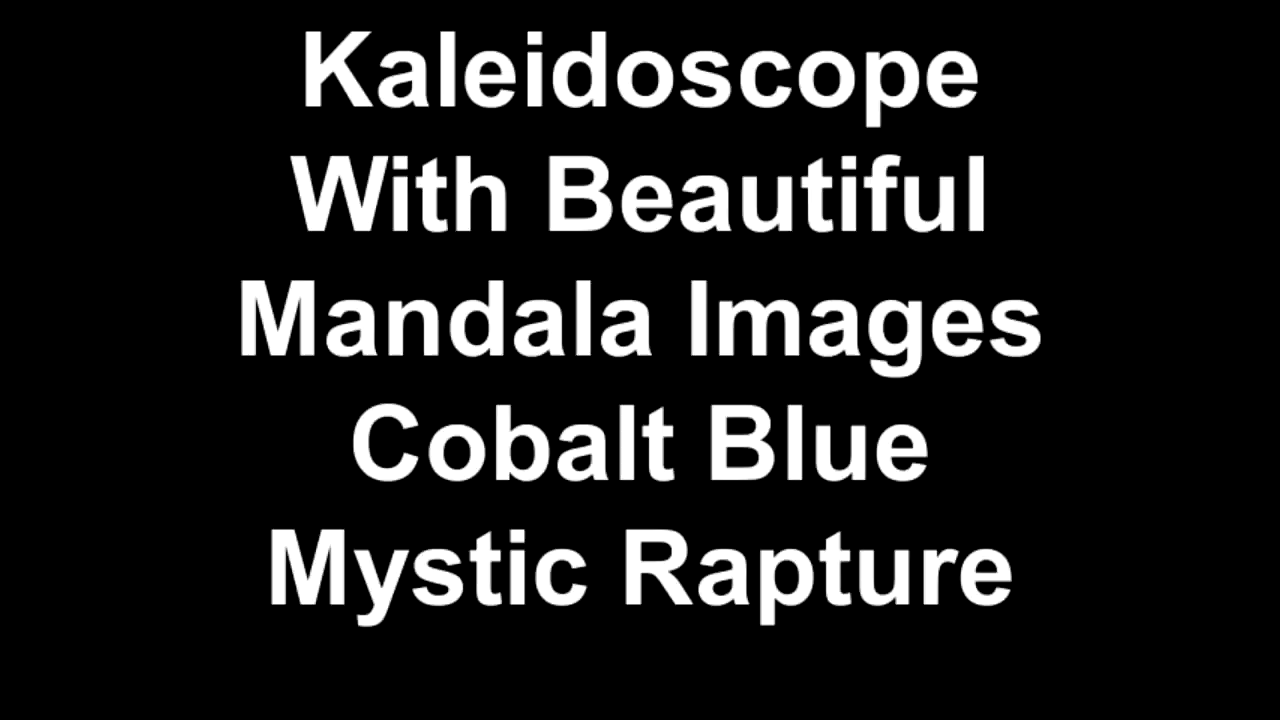 Kaleidoscope
With Beautiful
Mandala Images
Cobalt Blue
Mystic Rapture